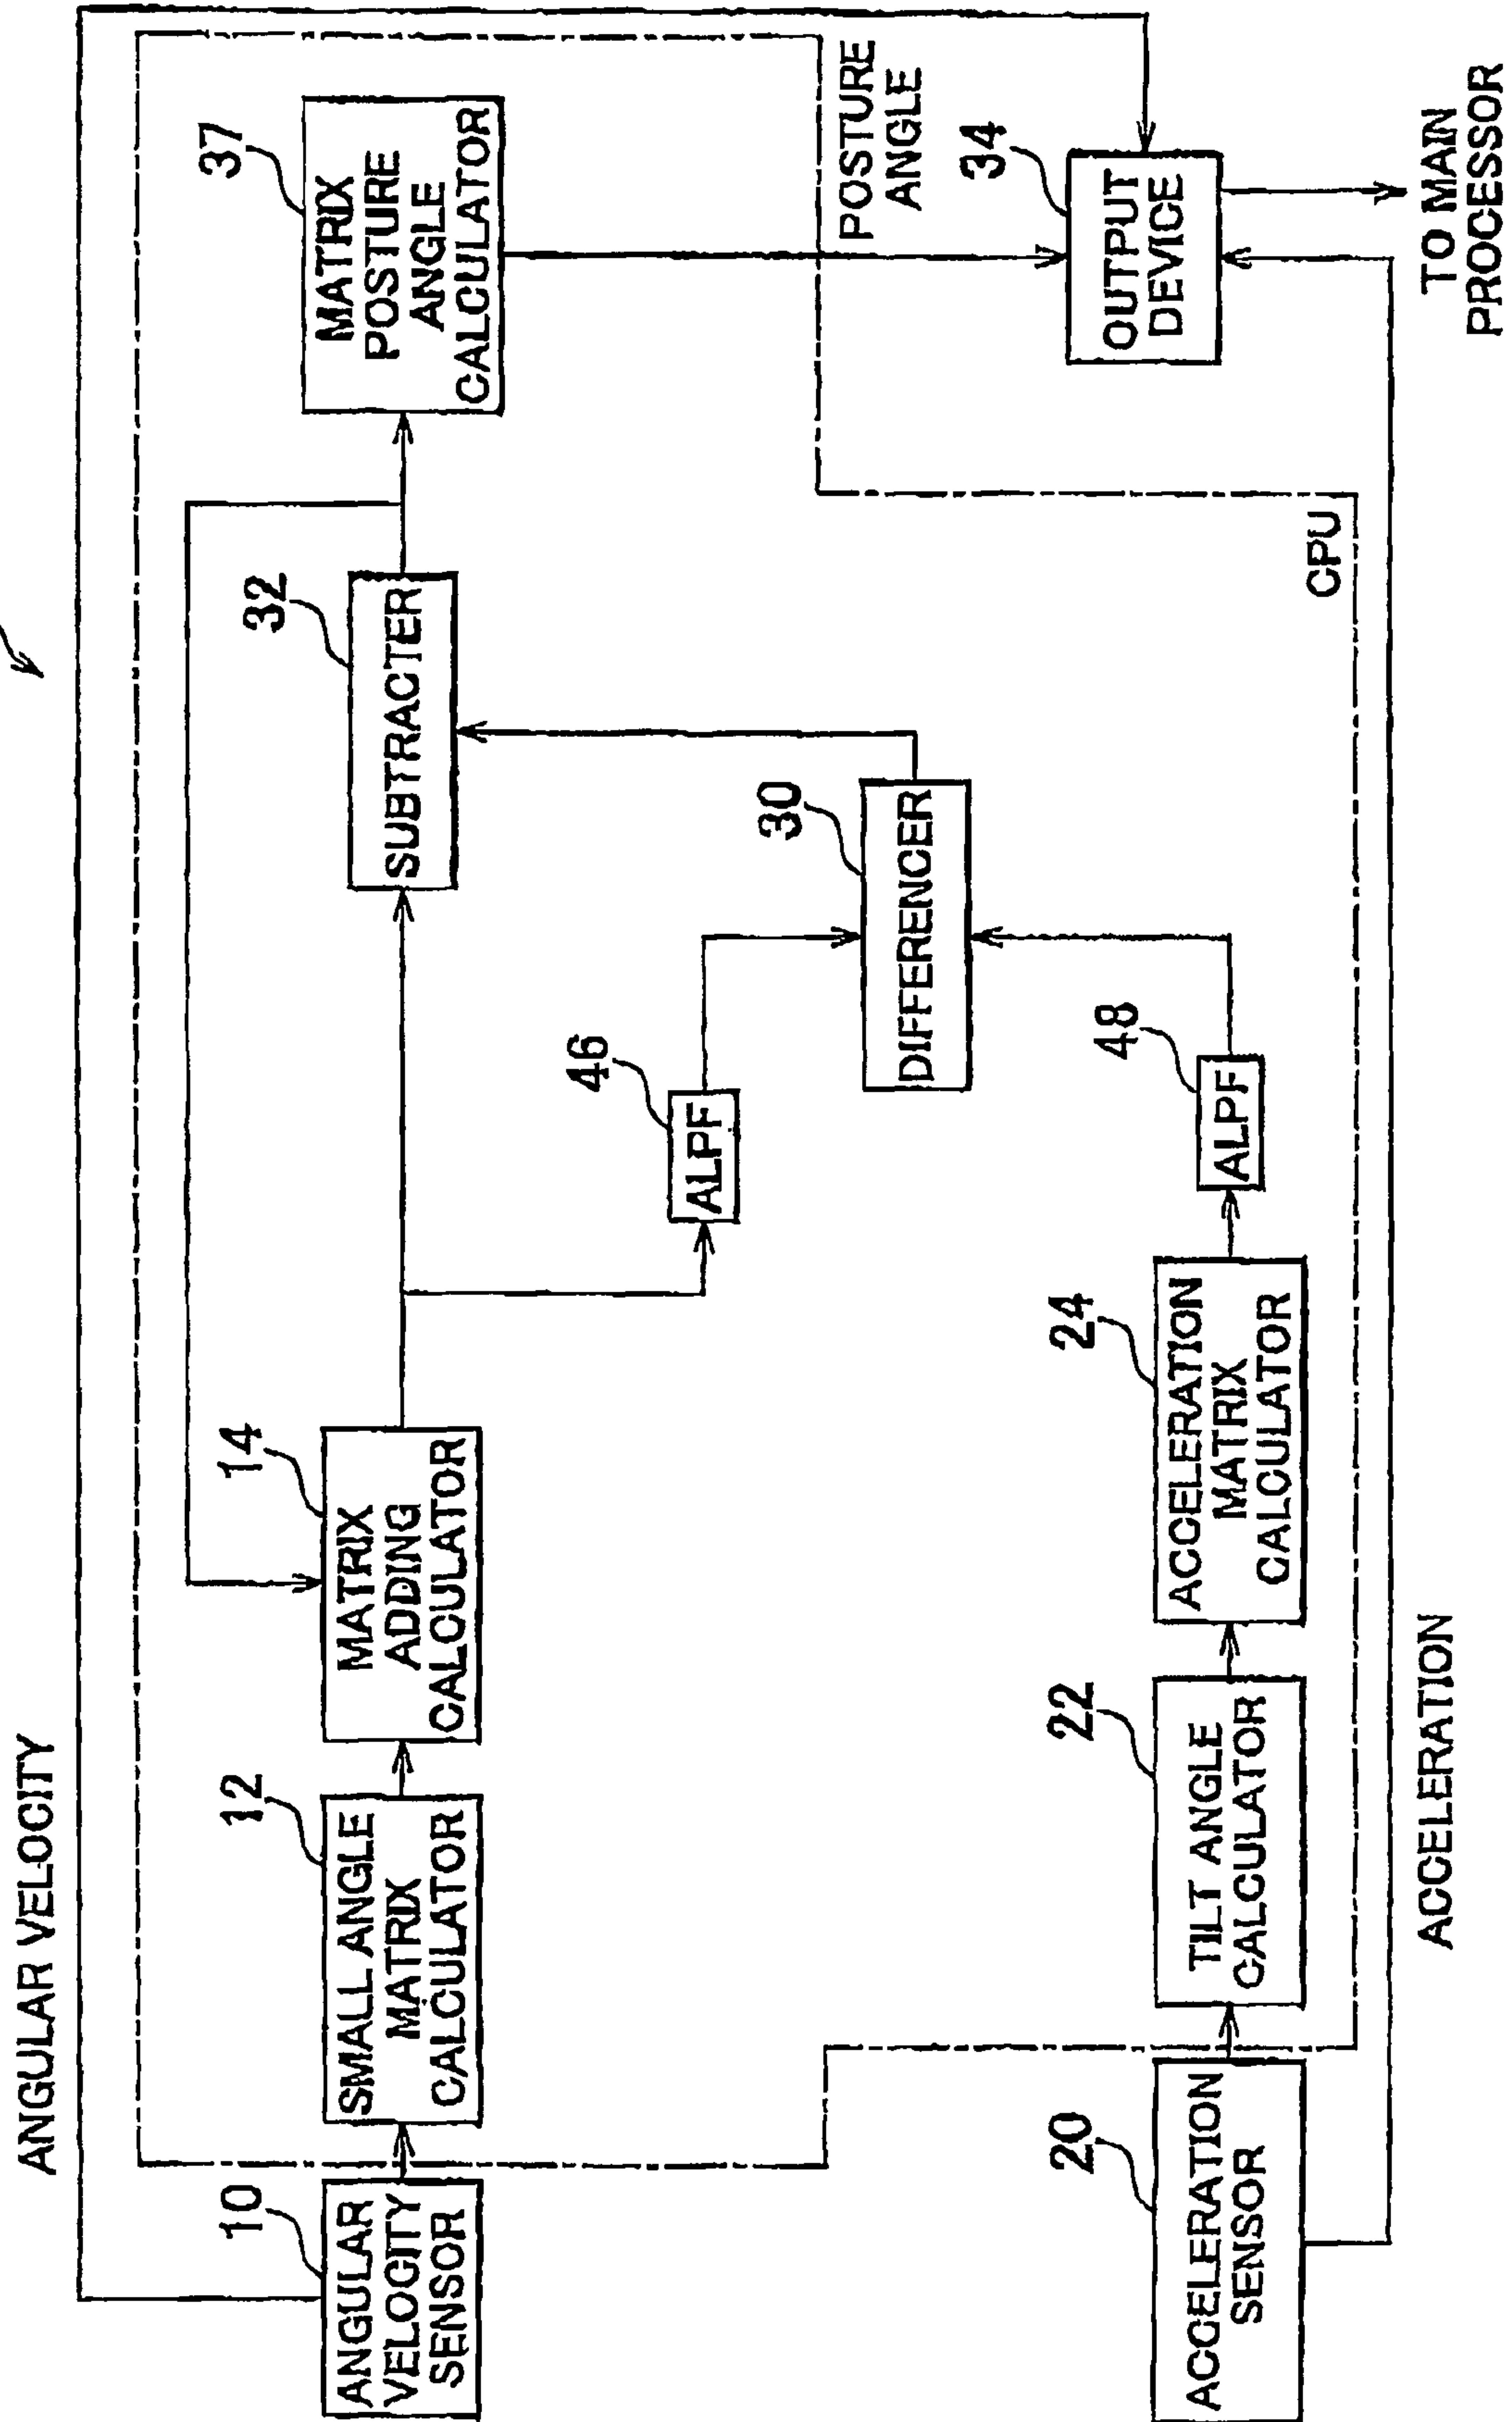 ANGULAR VELOCITY
10
ANGULAR
VELOCITY
SENSOR
12
SMALL ANGLE
MATRIX
CALCULATOR
14
MATRIX
ADDING
CALCULATOR
32
SUBTRACTER
37
MATRIX
POSTURE
ANGLE
CALCULATOR
46
ALPF
30
DIFFERENCER
POSTURE
ANGLE
20
ACCELERATION
SENSOR
22
TILT ANGLE
CALCULATOR
24
ACCELERATION
MATRIX
CALCULATOR
48
ALPF
CPU
34
OUTPUT
DEVICE
ACCELERATION
TO MAIN
PROCESSOR